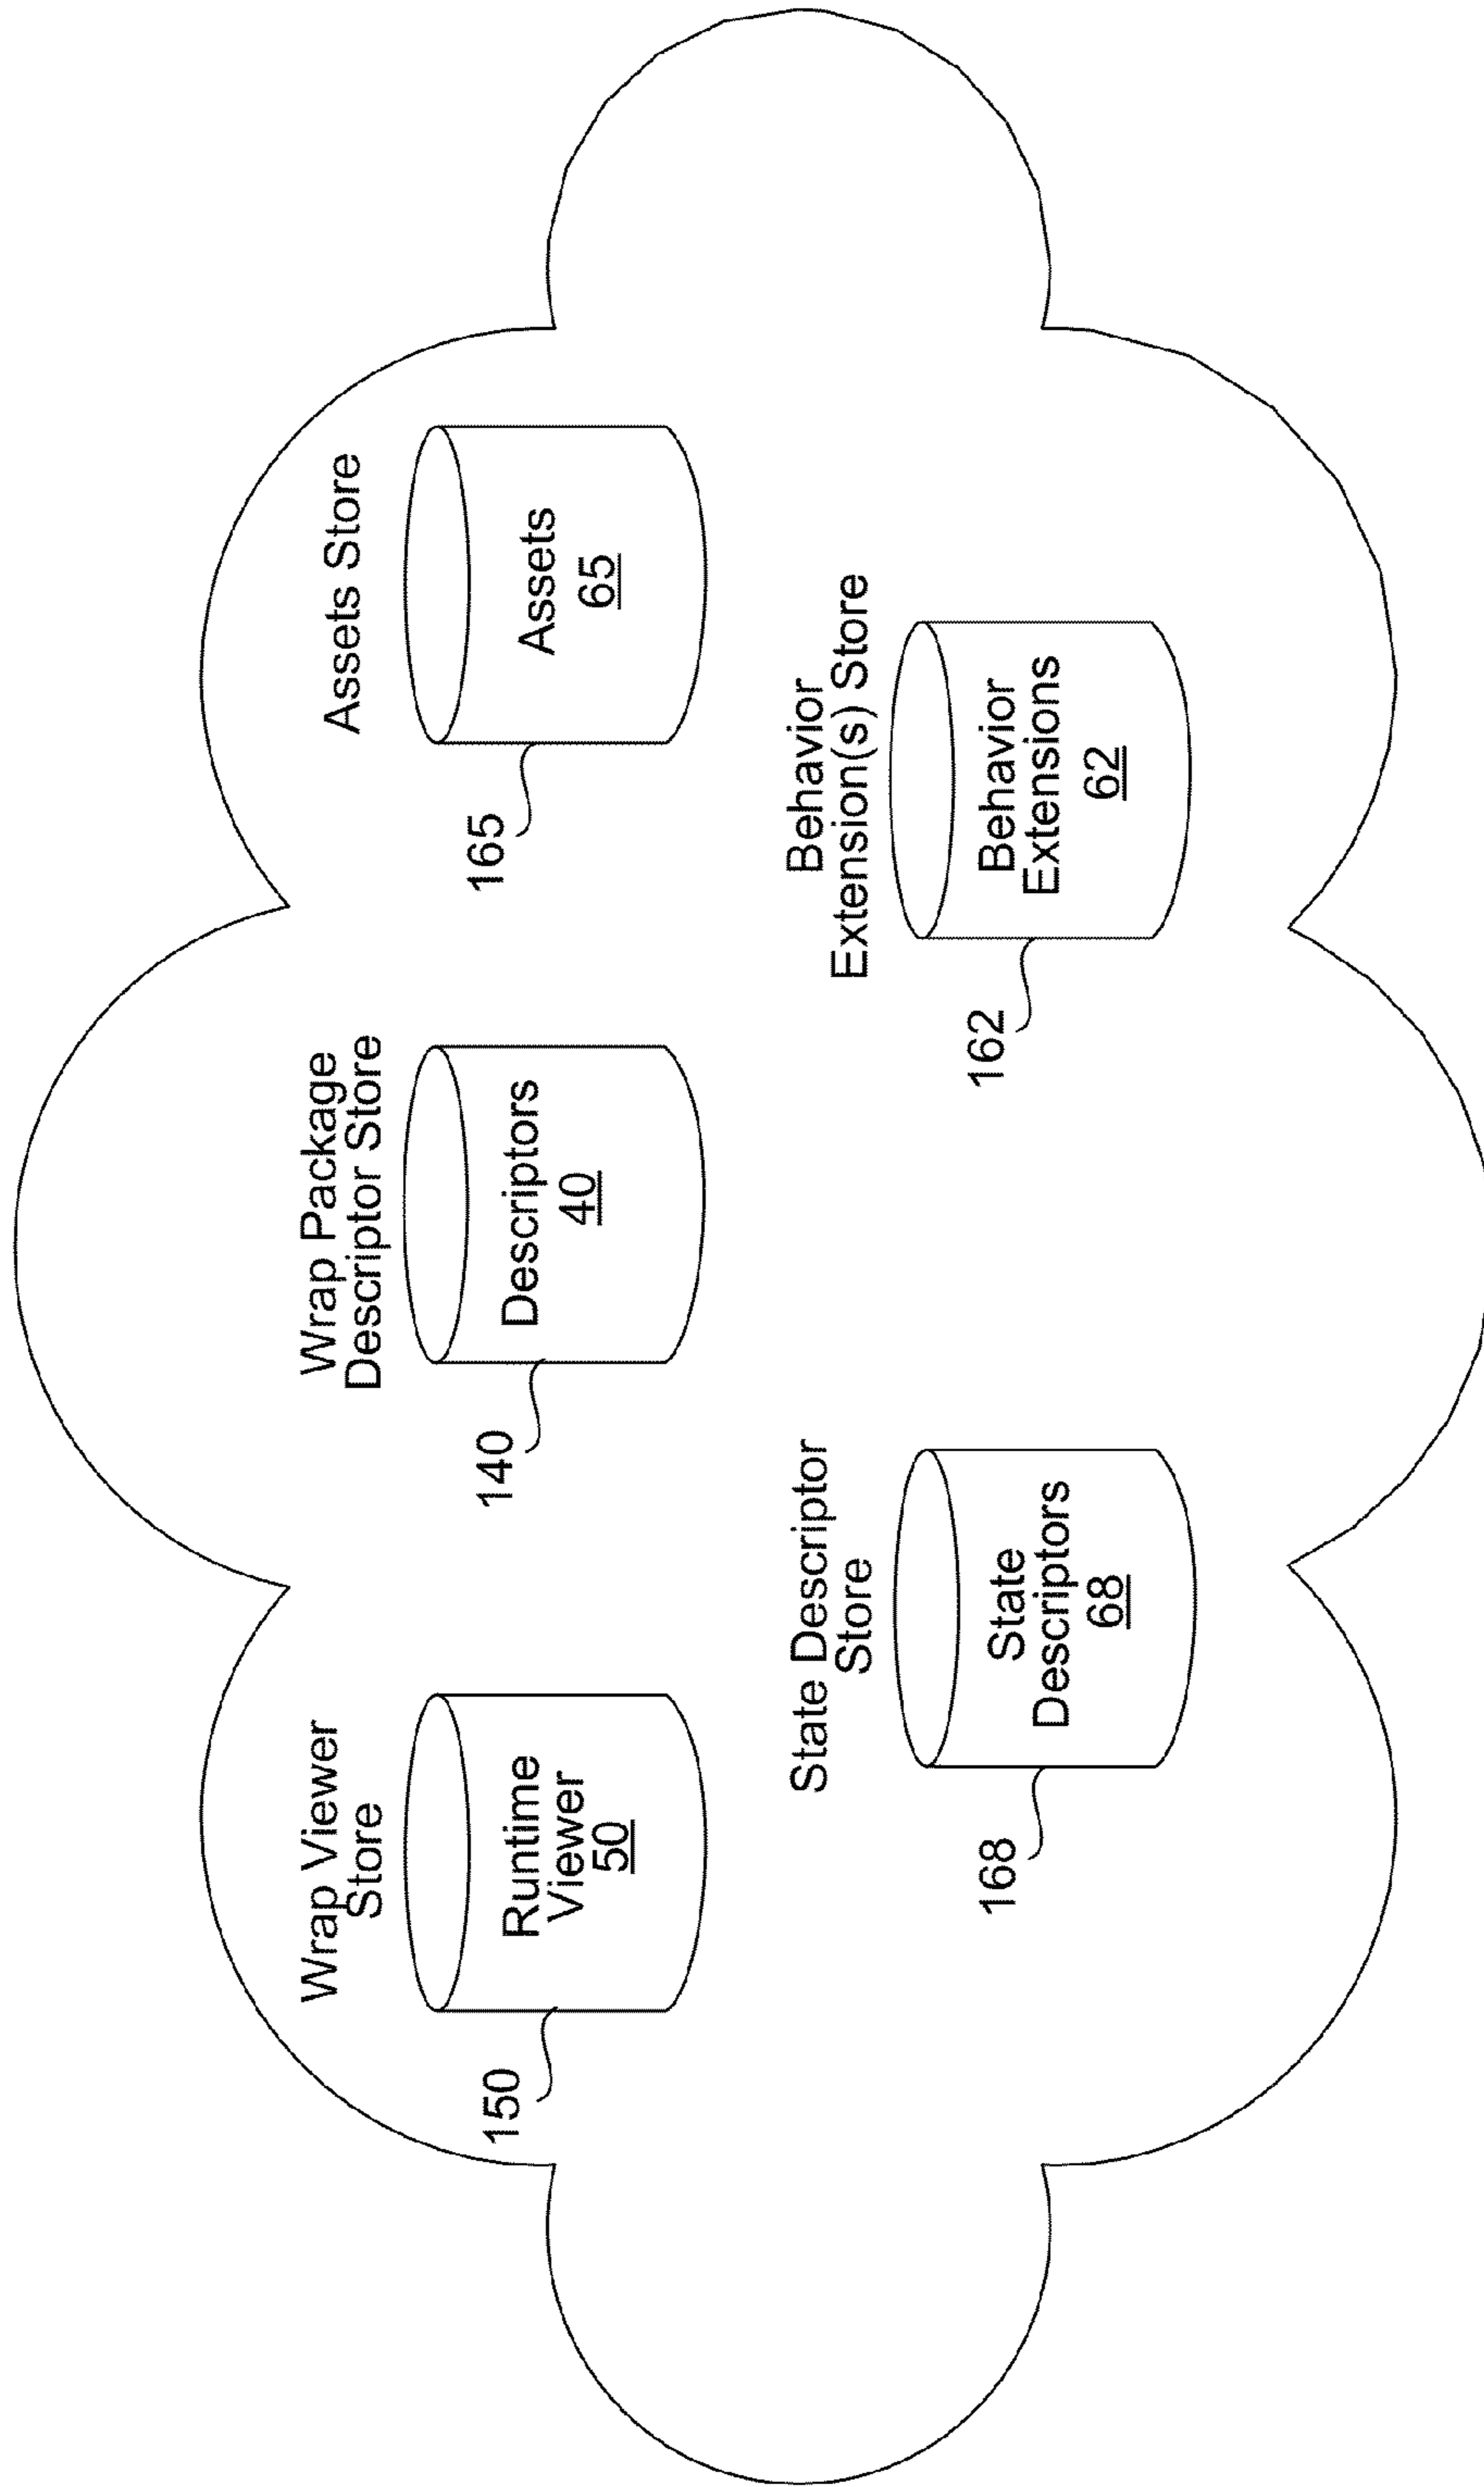 Wrap Viewer
Store
Runtime
Viewer
50
150
Wrap Package
Descriptor Store
Descriptors
40
140
Assets Store
Assets
65
165
State Descriptor
Store
State
Descriptors
68
168
Behavior
Extension(s) Store
Behavior
Extensions
62
162